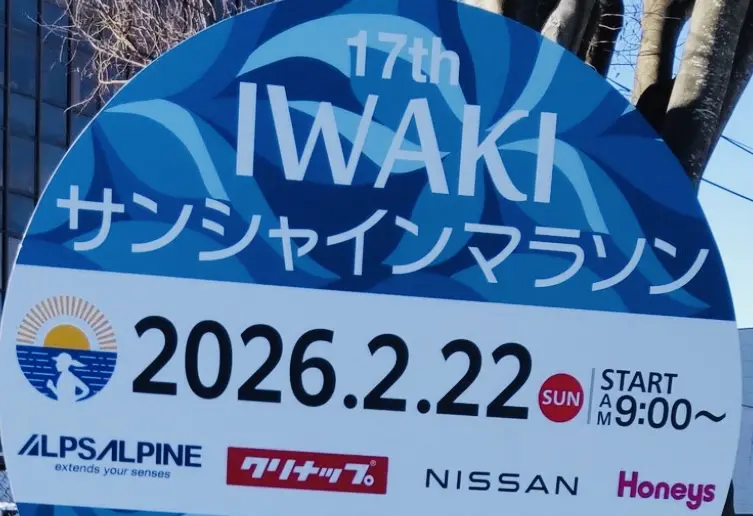 17th
IWAKI
サンシャインマラソン
2026.2.22 SUN START AM 9:00~
ALPSALPINE
extends your senses
クリナップ®
NISSAN
Honeys